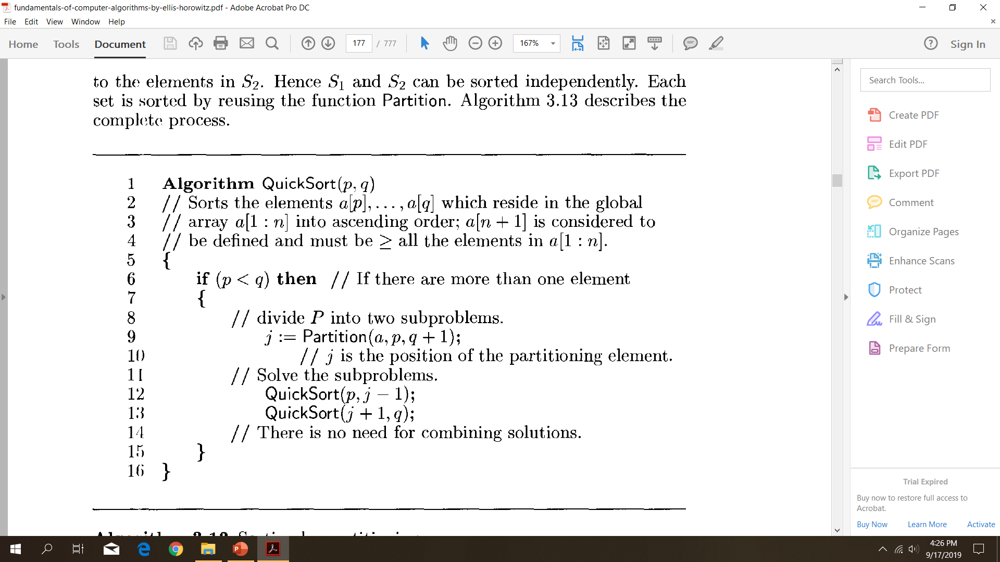 fundamentals-of-computer-algorithms-by-ellis-horowitz.pdf - Adobe Acrobat Pro DC
File Edit View Window Help
Home Tools Document 177 / 777 167% Sign In
to the elements in S₂. Hence S₁ and S₂ can be sorted independently. Each
set is sorted by reusing the function Partition. Algorithm 3.13 describes the
complete process.
1 Algorithm QuickSort(p, q)
2 // Sorts the elements a[p], . . . , a[q] which reside in the global
3 // array a[1 : n] into ascending order; a[n + 1] is considered to
4 // be defined and must be ≥ all the elements in a[1 : n].
5 {
6 if (p < q) then // If there are more than one element
7 {
8 // divide P into two subproblems.
9 j := Partition(a, p, q + 1);
10 // j is the position of the partitioning element.
11 // Solve the subproblems.
12 QuickSort(p, j − 1);
13 QuickSort(j + 1, q);
14 // There is no need for combining solutions.
15 }
16 }
Search Tools...
Create PDF
Edit PDF
Export PDF
Comment
Organize Pages
Enhance Scans
Protect
Fill & Sign
Prepare Form
Trial Expired
Buy now to restore full access to
Acrobat.
Buy Now Learn More Activate
4:26 PM
9/17/2019